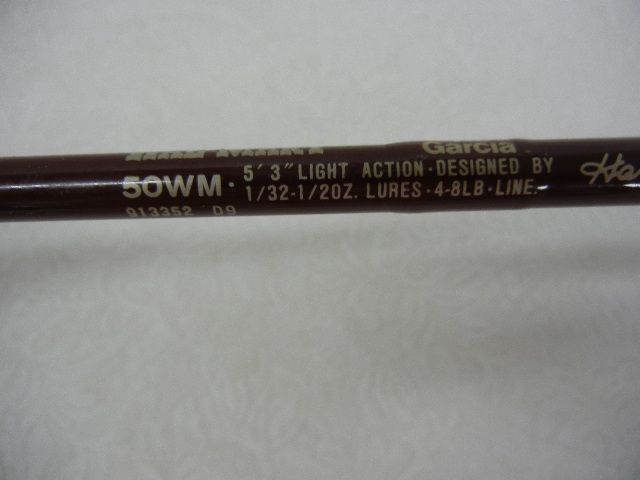 Garcia
50WM · 5' 3" LIGHT ACTION · DESIGNED BY
1/32-1/2OZ. LURES · 4-8LB · LINE.
913352 D9